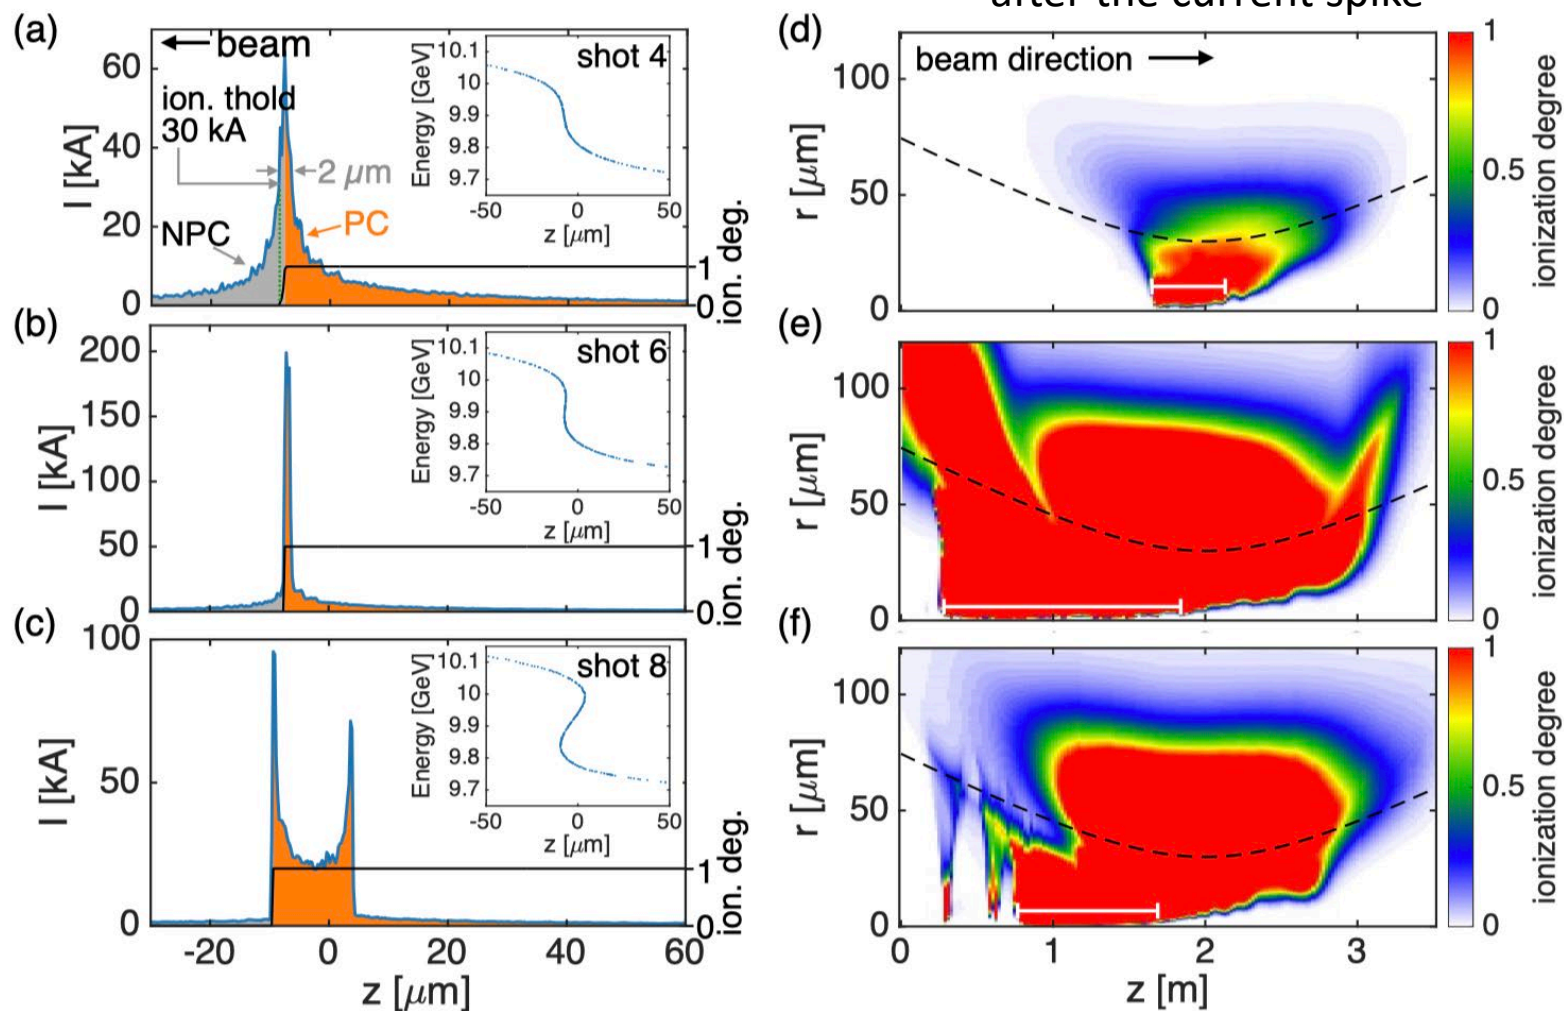 after the current spike
(a)
← beam
ion. thold
30 kA
2 μm
NPC
PC
I [kA]
60
40
20
0
1
0
ion. deg.
shot 4
Energy [GeV]
10.1
10
9.9
9.8
9.7
-50
0
50
z [μm]
(b)
I [kA]
200
150
100
50
0
1
0
ion. deg.
shot 6
Energy [GeV]
10.1
10
9.9
9.8
9.7
-50
0
50
z [μm]
(c)
I [kA]
100
50
0
1
0
ion. deg.
shot 8
Energy [GeV]
10.1
10
9.9
9.8
9.7
-50
0
50
z [μm]
-20
0
20
40
60
z [μm]
(d)
beam direction →
r [μm]
100
50
0
1
0.5
0
ionization degree
(e)
r [μm]
100
50
0
1
0.5
0
ionization degree
(f)
r [μm]
100
50
0
1
0.5
0
ionization degree
0
1
2
3
z [m]